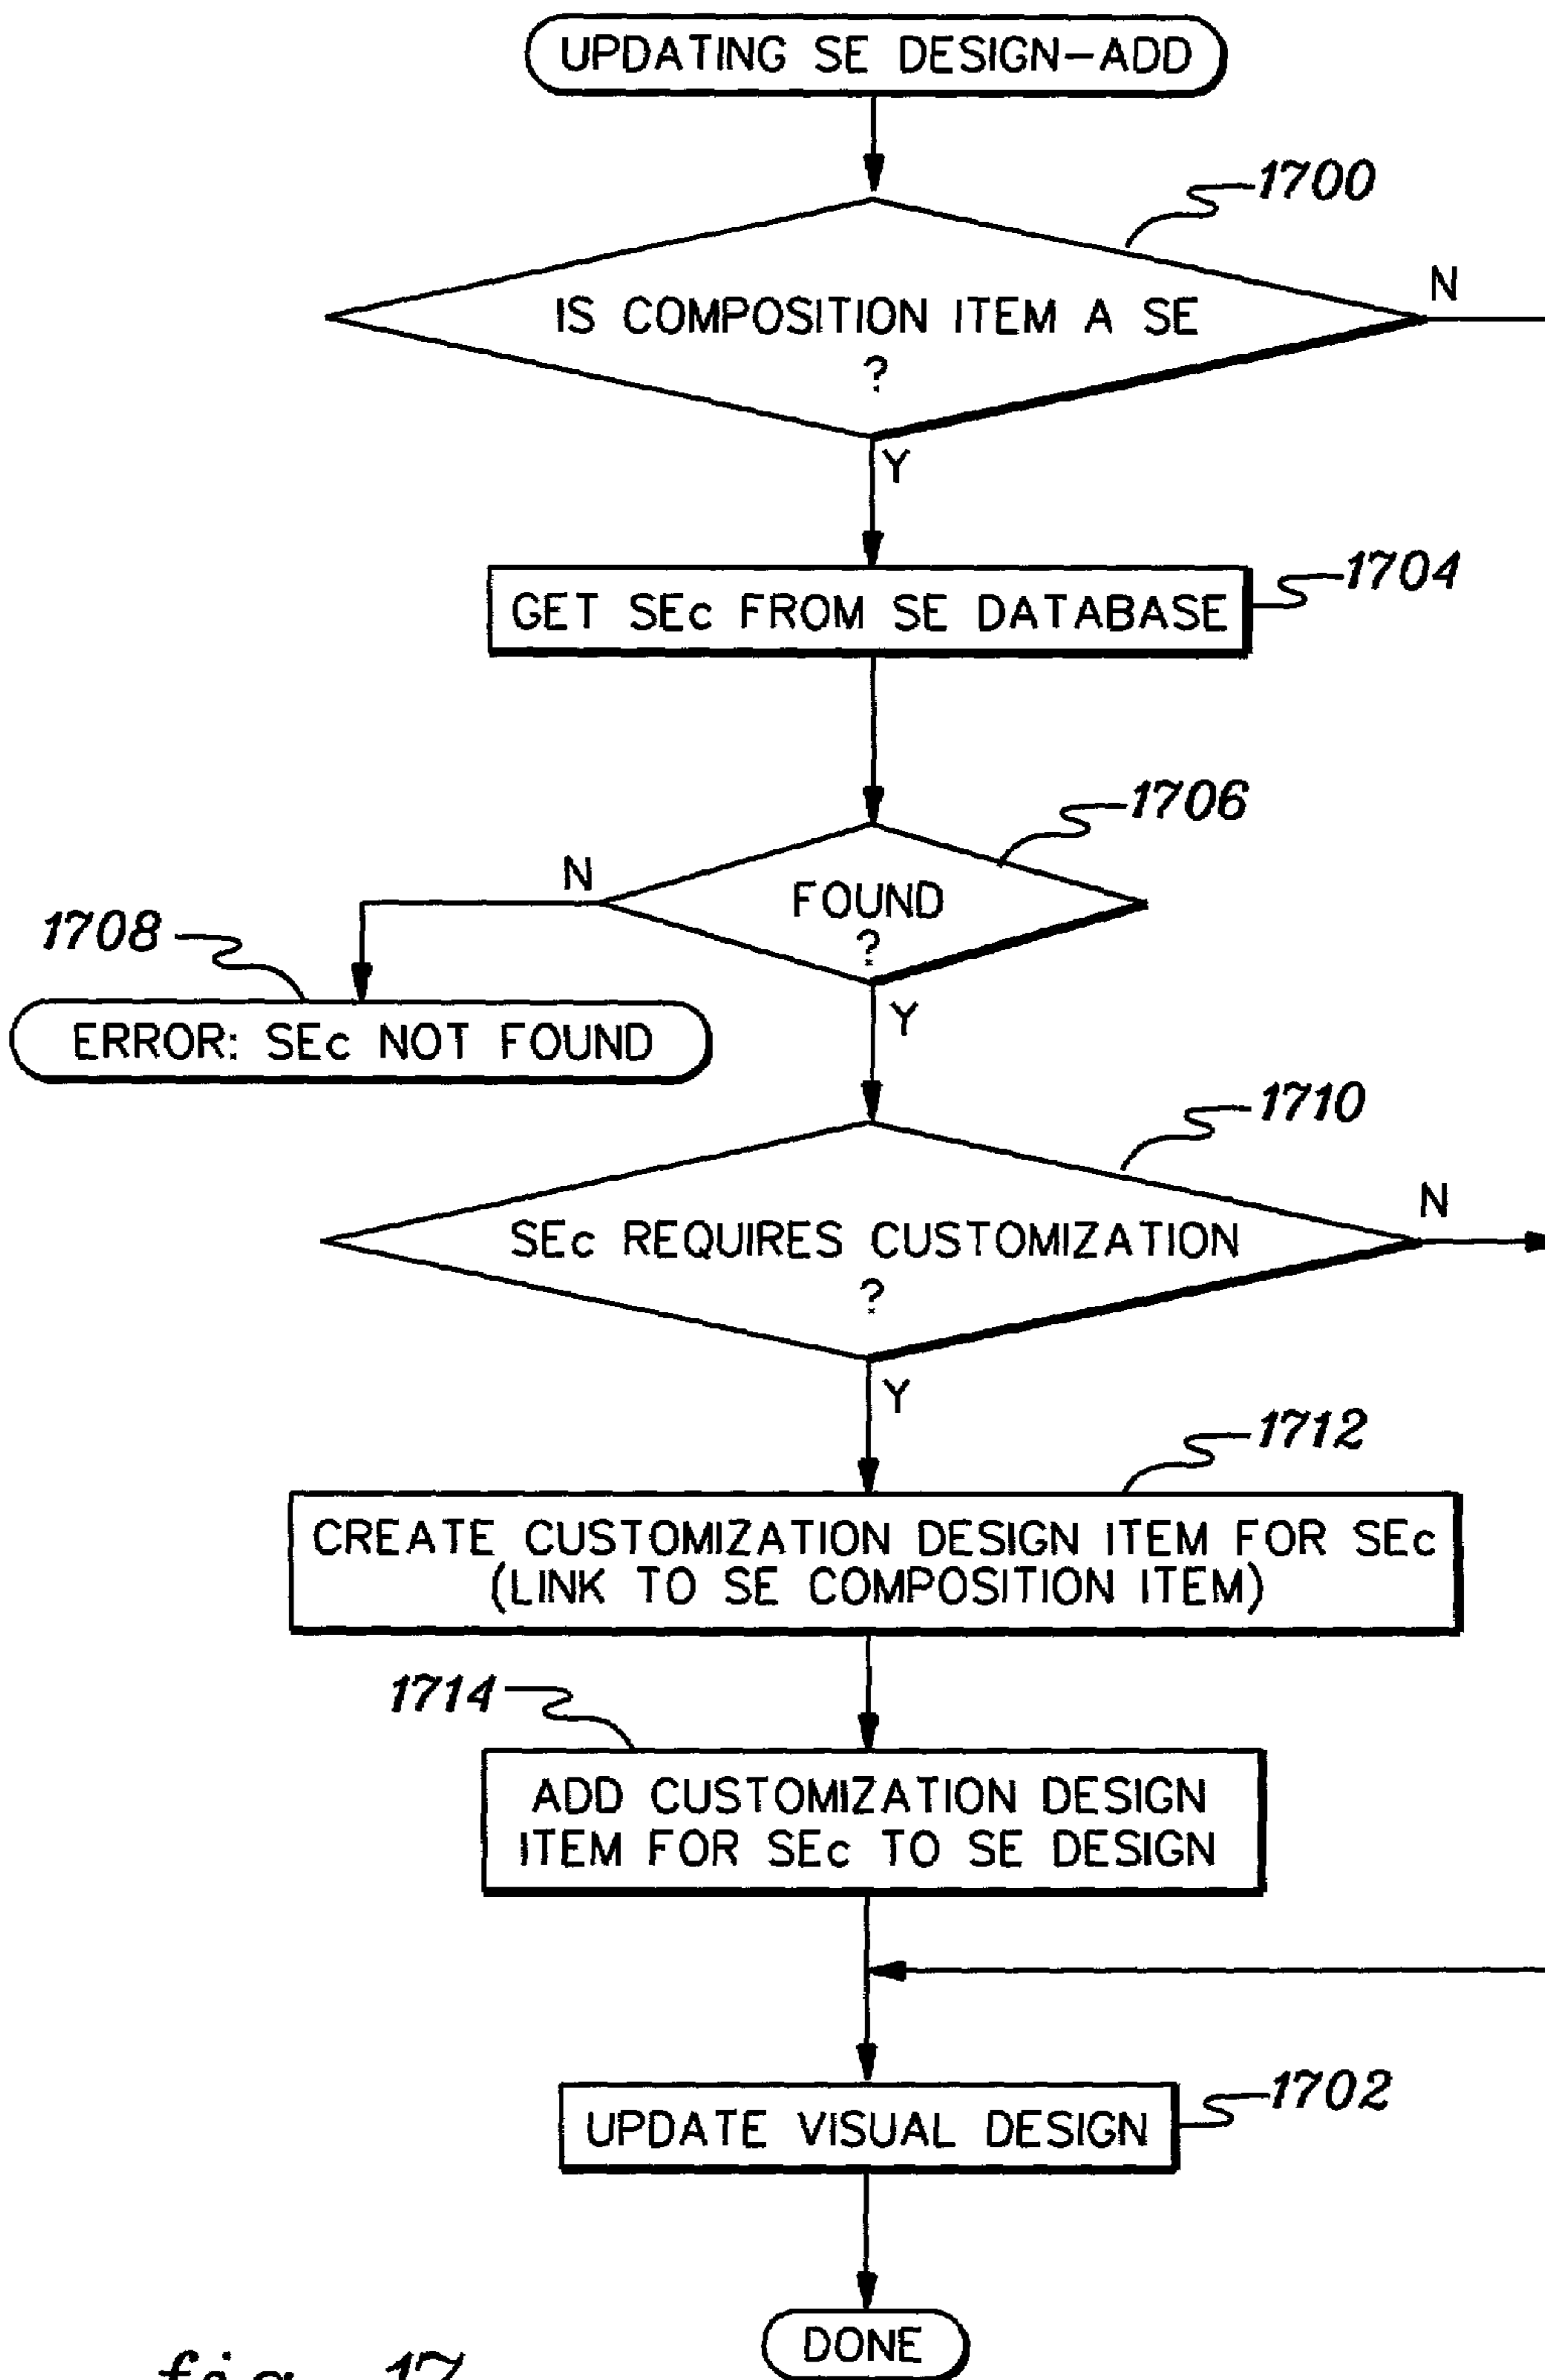 UPDATING SE DESIGN-ADD
1700
IS COMPOSITION ITEM A SE
?
N
Y
GET SEc FROM SE DATABASE
1704
1706
FOUND
?
N
1708
Y
ERROR: SEc NOT FOUND
1710
SEc REQUIRES CUSTOMIZATION
?
N
Y
1712
CREATE CUSTOMIZATION DESIGN ITEM FOR SEc
(LINK TO SE COMPOSITION ITEM)
1714
ADD CUSTOMIZATION DESIGN
ITEM FOR SEc TO SE DESIGN
UPDATE VISUAL DESIGN
1702
DONE
fig. 17